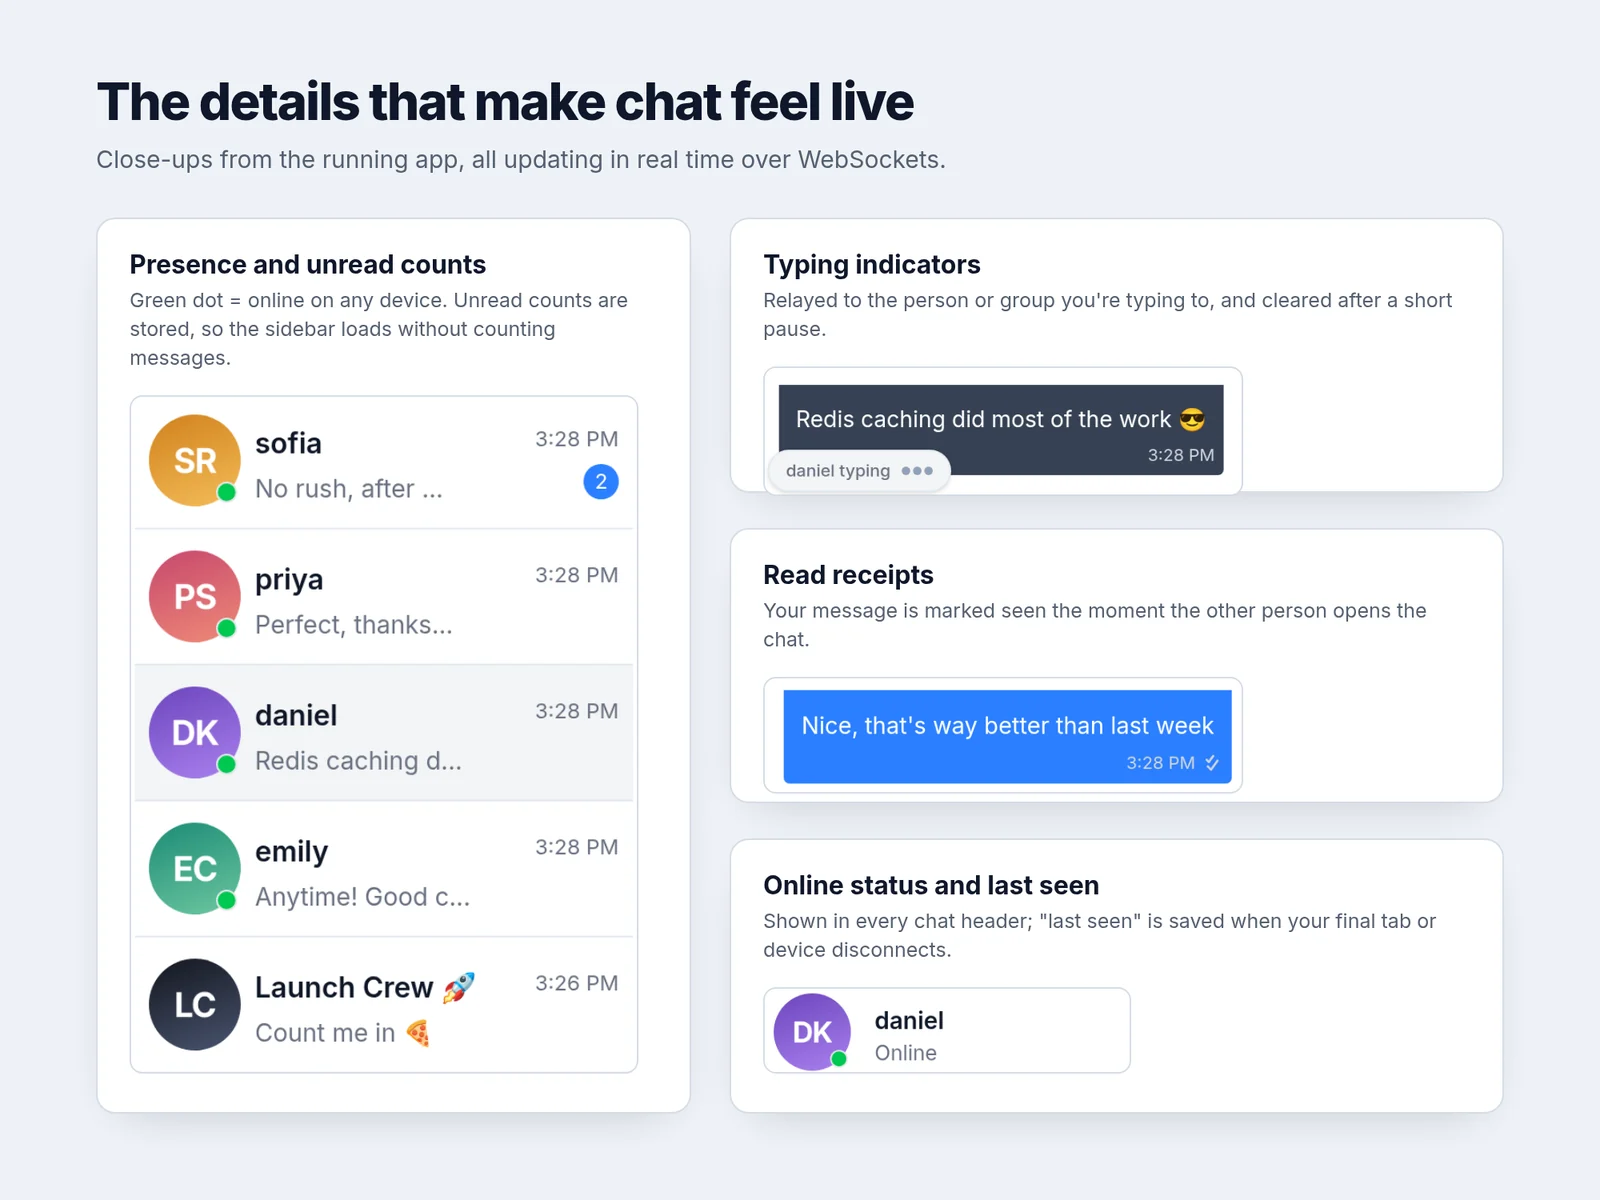 The details that make chat feel live
Close-ups from the running app, all updating in real time over WebSockets.
Presence and unread counts
Green dot = online on any device. Unread counts are
stored, so the sidebar loads without counting
messages.
SR
sofia
3:28 PM
No rush, after ...
2
PS
priya
3:28 PM
Perfect, thanks...
DK
daniel
3:28 PM
Redis caching d...
EC
emily
3:28 PM
Anytime! Good c...
LC
Launch Crew 🚀
3:26 PM
Count me in 🍕
Typing indicators
Relayed to the person or group you're typing to, and cleared after a short
pause.
Redis caching did most of the work 😎
3:28 PM
daniel typing
Read receipts
Your message is marked seen the moment the other person opens the
chat.
Nice, that's way better than last week
3:28 PM
Online status and last seen
Shown in every chat header; "last seen" is saved when your final tab or
device disconnects.
DK
daniel
Online